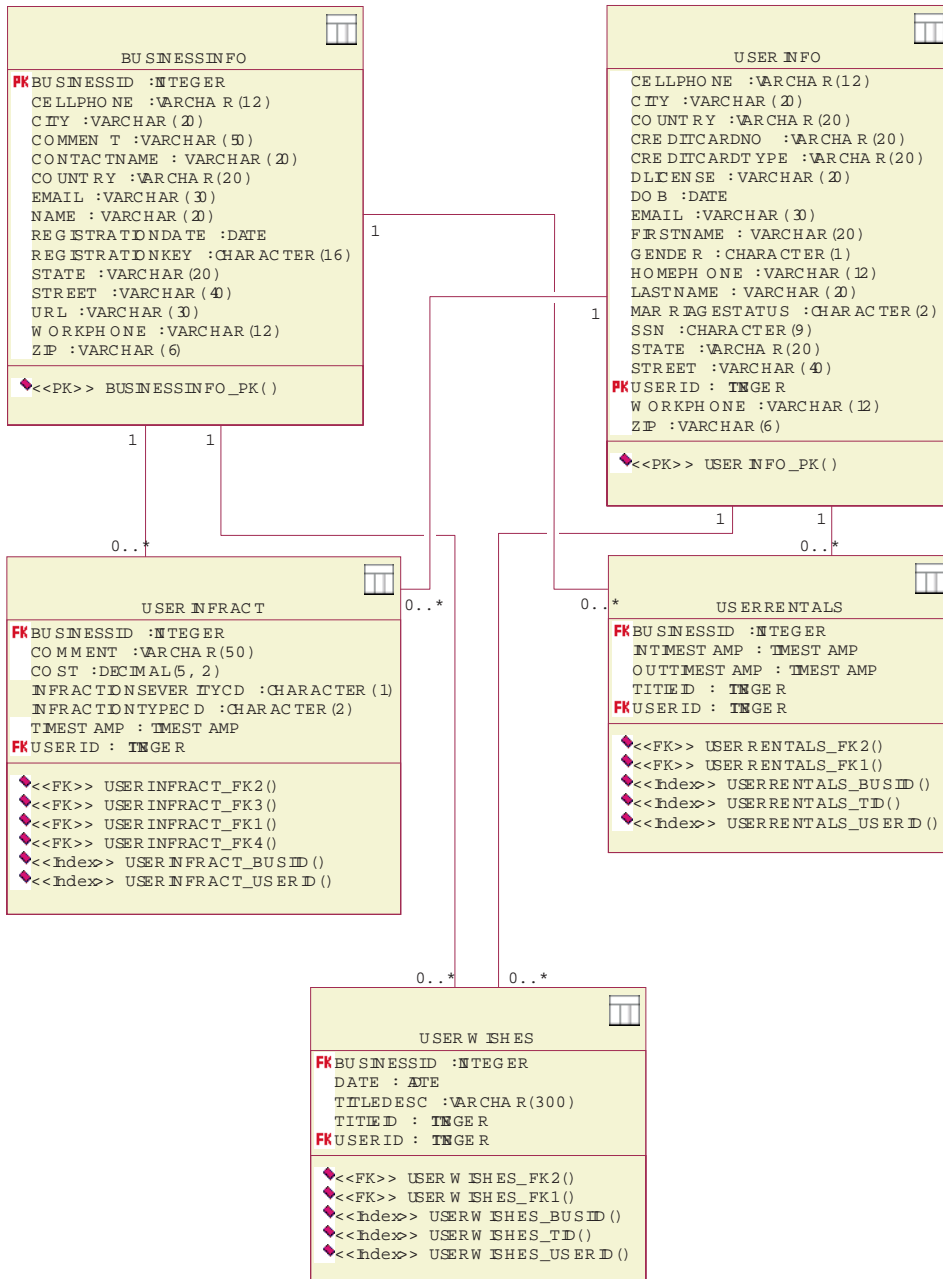 BUSINESSINFO
PK BUSINESSID : INTEGER
CELLPHONE : VARCHAR(12)
CITY : VARCHAR(20)
COMMENT : VARCHAR(50)
CONTACTNAME : VARCHAR(20)
COUNTRY : VARCHAR(20)
EMAIL : VARCHAR(30)
NAME : VARCHAR(20)
REGISTRATIONDATE : DATE
REGISTRATIONKEY : CHARACTER(16)
STATE : VARCHAR(20)
STREET : VARCHAR(40)
URL : VARCHAR(30)
WORKPHONE : VARCHAR(12)
ZIP : VARCHAR(6)
<<PK>> BUSINESSINFO_PK()
USERINFO
CELLPHONE : VARCHAR(12)
CITY : VARCHAR(20)
COUNTRY : VARCHAR(20)
CREDITCARDNO : VARCHAR(20)
CREDITCARDTYPE : VARCHAR(20)
DLICENSE : VARCHAR(20)
DOB : DATE
EMAIL : VARCHAR(30)
FIRSTNAME : VARCHAR(20)
GENDER : CHARACTER(1)
HOMEPHONE : VARCHAR(12)
LASTNAME : VARCHAR(20)
MARRIAGESTATUS : CHARACTER(2)
SSN : CHARACTER(9)
STATE : VARCHAR(20)
STREET : VARCHAR(40)
PK USERID : INTEGER
WORKPHONE : VARCHAR(12)
ZIP : VARCHAR(6)
<<PK>> USERINFO_PK()
1
1
1
1
1
1
0..*
0..*
0..*
0..*
USERINFRACT
FK BUSINESSID : INTEGER
COMMENT : VARCHAR(50)
COST : DECIMAL(5, 2)
INFRACTIONSEVERITYCD : CHARACTER(1)
INFRACTIONTYPECD : CHARACTER(2)
TIMESTAMP : TIMESTAMP
FK USERID : INTEGER
<<FK>> USERINFRACT_FK2()
<<FK>> USERINFRACT_FK3()
<<FK>> USERINFRACT_FK1()
<<FK>> USERINFRACT_FK4()
<<Index>> USERINFRACT_BUSID()
<<Index>> USERINFRACT_USERID()
USERRENTALS
FK BUSINESSID : INTEGER
INTIMESTAMP : TIMESTAMP
OUTTIMESTAMP : TIMESTAMP
TITLEID : INTEGER
FK USERID : INTEGER
<<FK>> USERRENTALS_FK2()
<<FK>> USERRENTALS_FK1()
<<Index>> USERRENTALS_BUSID()
<<Index>> USERRENTALS_TID()
<<Index>> USERRENTALS_USERID()
0..*
0..*
USERWISHES
FK BUSINESSID : INTEGER
DATE : DATE
TITLEDESC : VARCHAR(300)
TITLEID : INTEGER
FK USERID : INTEGER
<<FK>> USERWISHES_FK2()
<<FK>> USERWISHES_FK1()
<<Index>> USERWISHES_BUSID()
<<Index>> USERWISHES_TID()
<<Index>> USERWISHES_USERID()